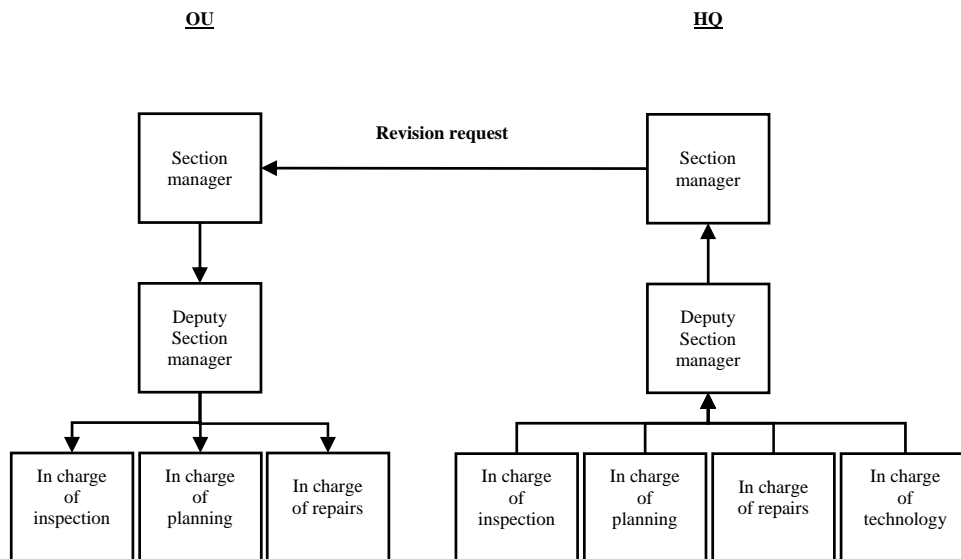 OU
HQ
Revision request
Section
manager
Section
manager
Deputy
Section
manager
Deputy
Section
manager
In charge
of
inspection
In charge
of
planning
In charge
of repairs
In charge
of
inspection
In charge
of
planning
In charge
of repairs
In charge
of
technology